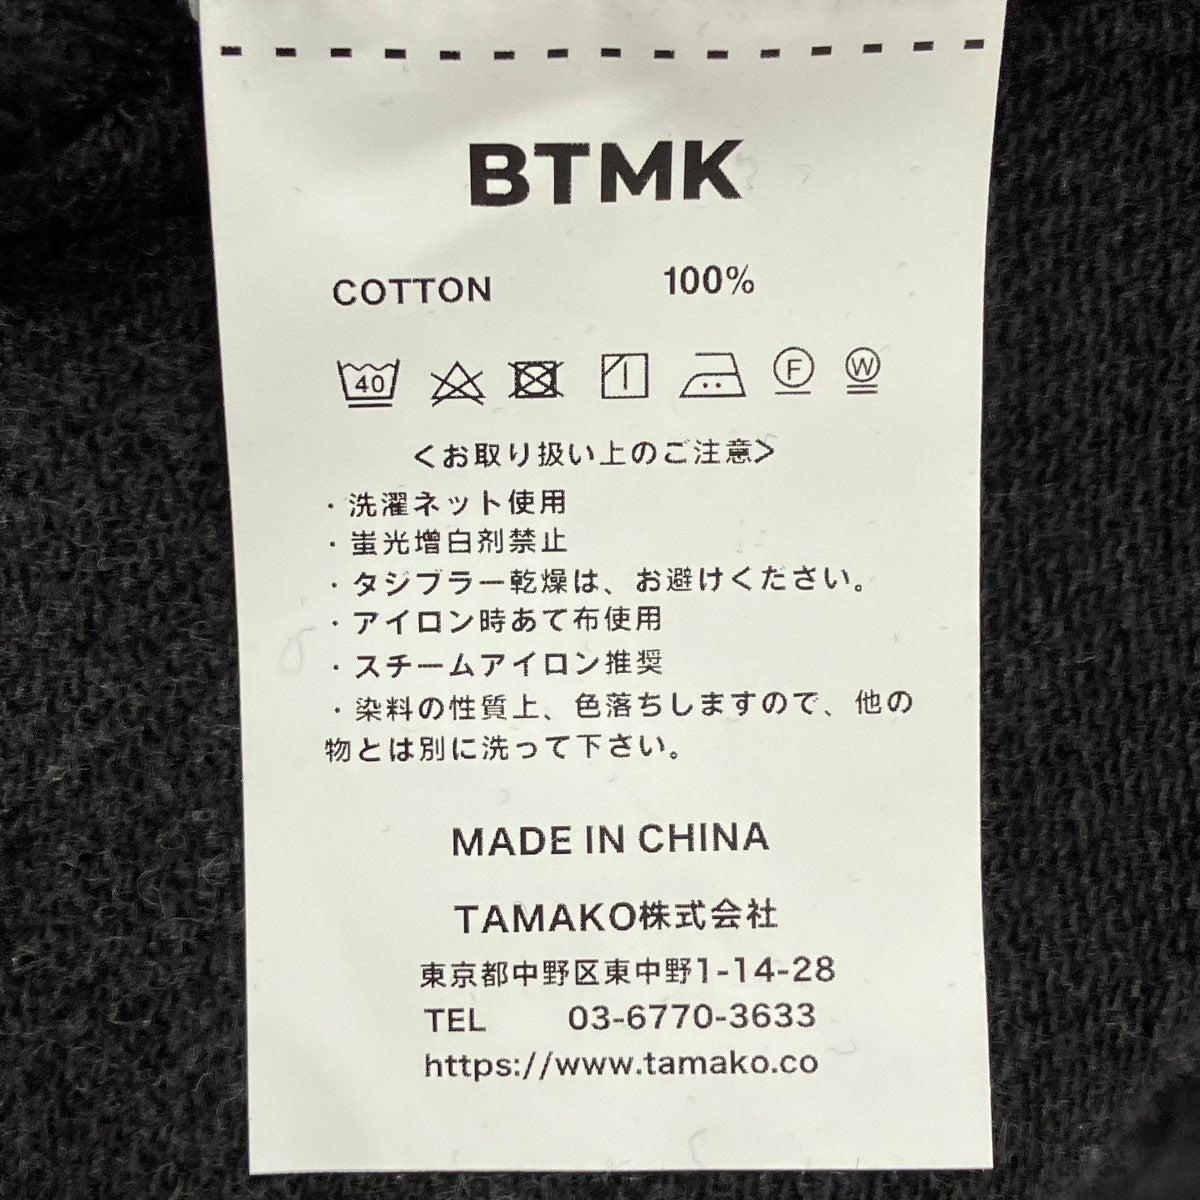 BTMK
COTTON 100%
40 F W
<お取り扱い上のご注意>
・洗濯ネット使用
・蛍光増白剤禁止
・タジブラー乾燥は、お避けください。
・アイロン時あて布使用
・スチームアイロン推奨
・染料の性質上、色落ちしますので、他の
物とは別に洗って下さい。
MADE IN CHINA
TAMAKO株式会社
東京都中野区東中野1-14-28
TEL 03-6770-3633
https://www.tamako.co